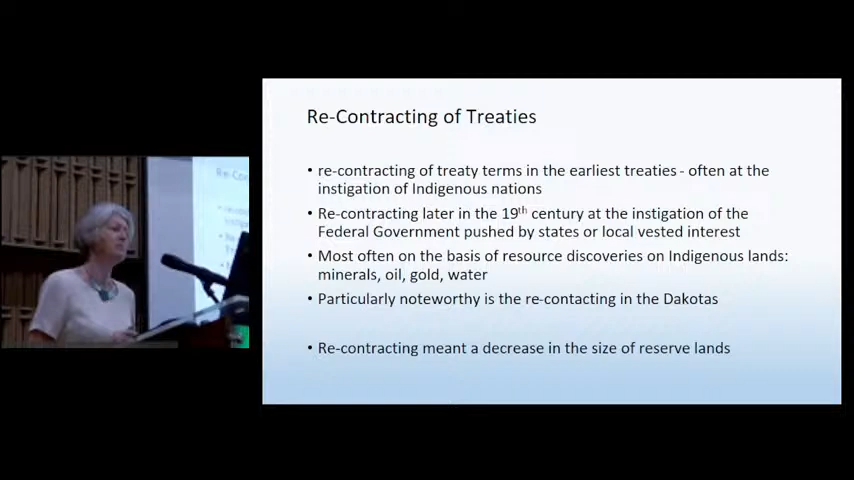 Re-Contracting of Treaties
• re-contracting of treaty terms in the earliest treaties - often at the
instigation of Indigenous nations
• Re-contracting later in the 19th century at the instigation of the
Federal Government pushed by states or local vested interest
• Most often on the basis of resource discoveries on Indigenous lands:
minerals, oil, gold, water
• Particularly noteworthy is the re-contacting in the Dakotas
• Re-contracting meant a decrease in the size of reserve lands